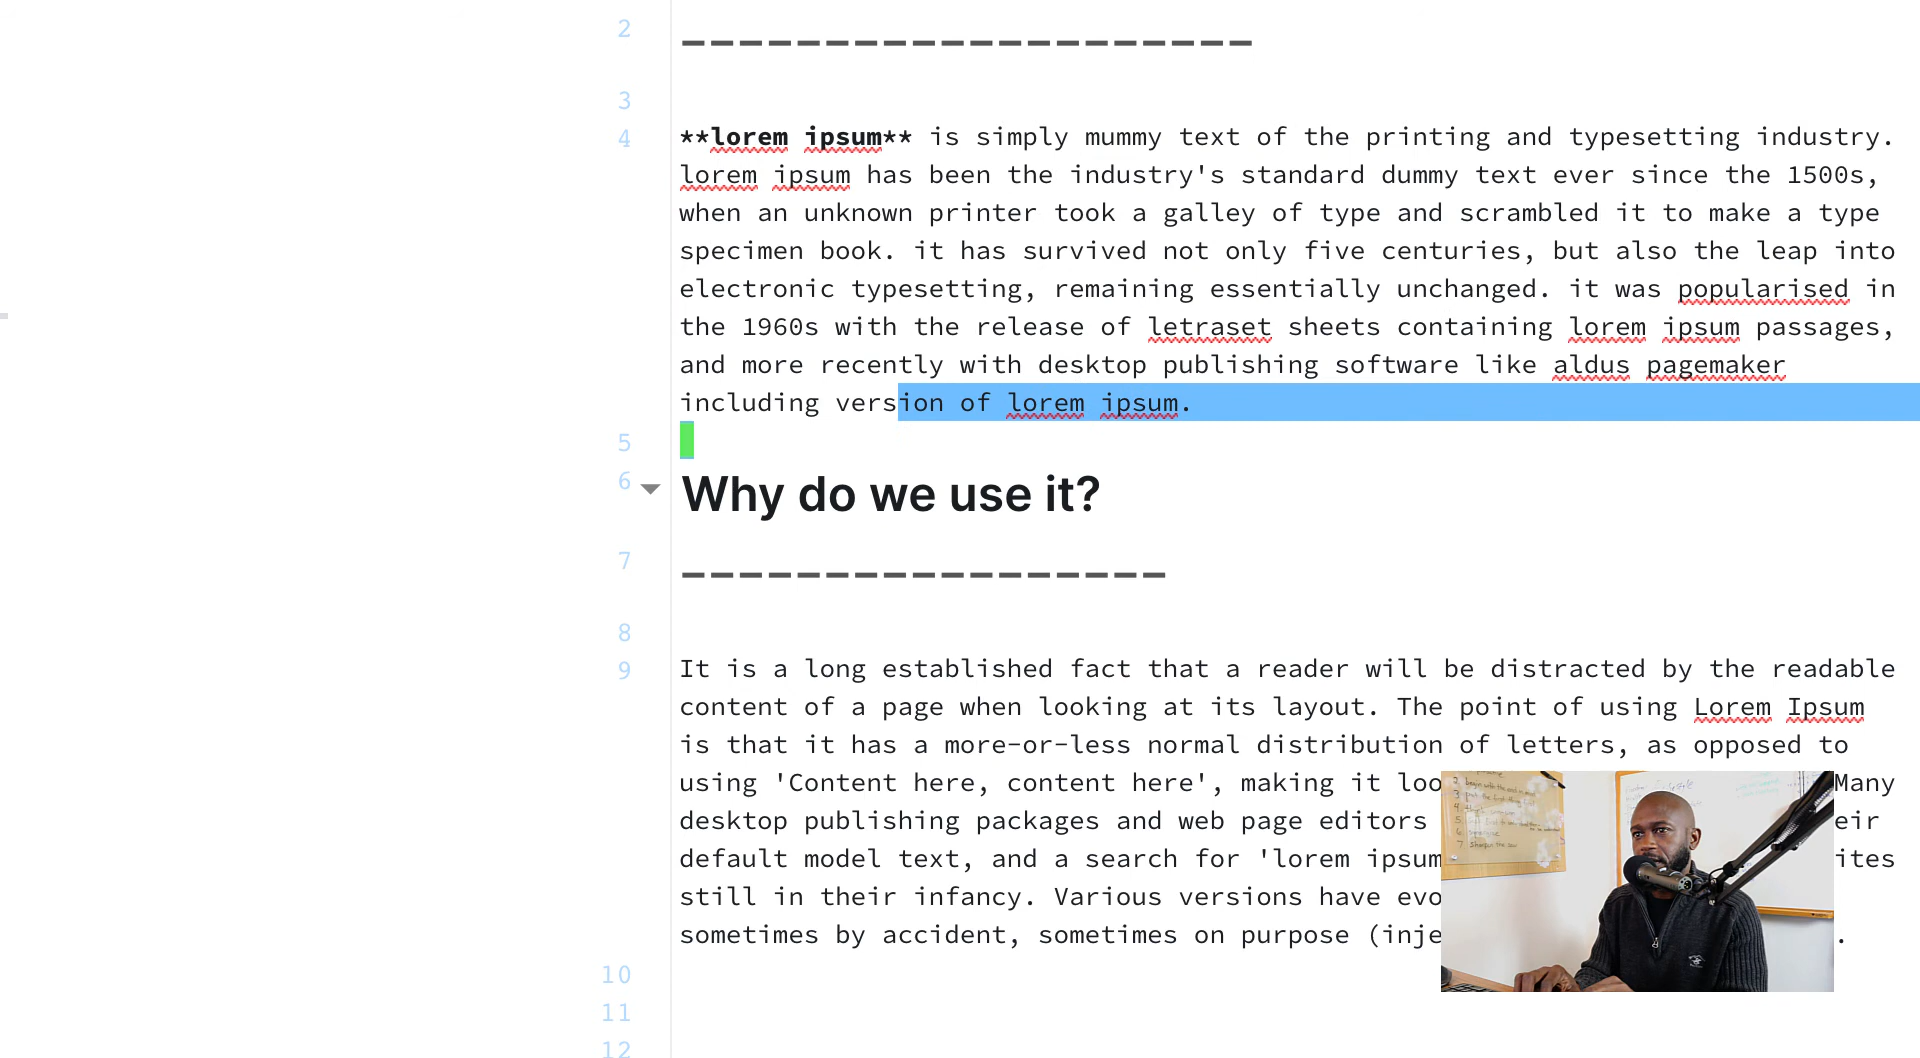 2 --------------------
3
4 **lorem ipsum** is simply mummy text of the printing and typesetting industry.
lorem ipsum has been the industry's standard dummy text ever since the 1500s,
when an unknown printer took a galley of type and scrambled it to make a type
specimen book. it has survived not only five centuries, but also the leap into
electronic typesetting, remaining essentially unchanged. it was popularised in
the 1960s with the release of letraset sheets containing lorem ipsum passages,
and more recently with desktop publishing software like aldus pagemaker
including version of lorem ipsum.
5
6 Why do we use it?
7 -----------------
8
9 It is a long established fact that a reader will be distracted by the readable
content of a page when looking at its layout. The point of using Lorem Ipsum
is that it has a more-or-less normal distribution of letters, as opposed to
using 'Content here, content here', making it loo Many
desktop publishing packages and web page editors eir
default model text, and a search for 'lorem ipsum ites
still in their infancy. Various versions have evo
sometimes by accident, sometimes on purpose (inje .
10
11
12